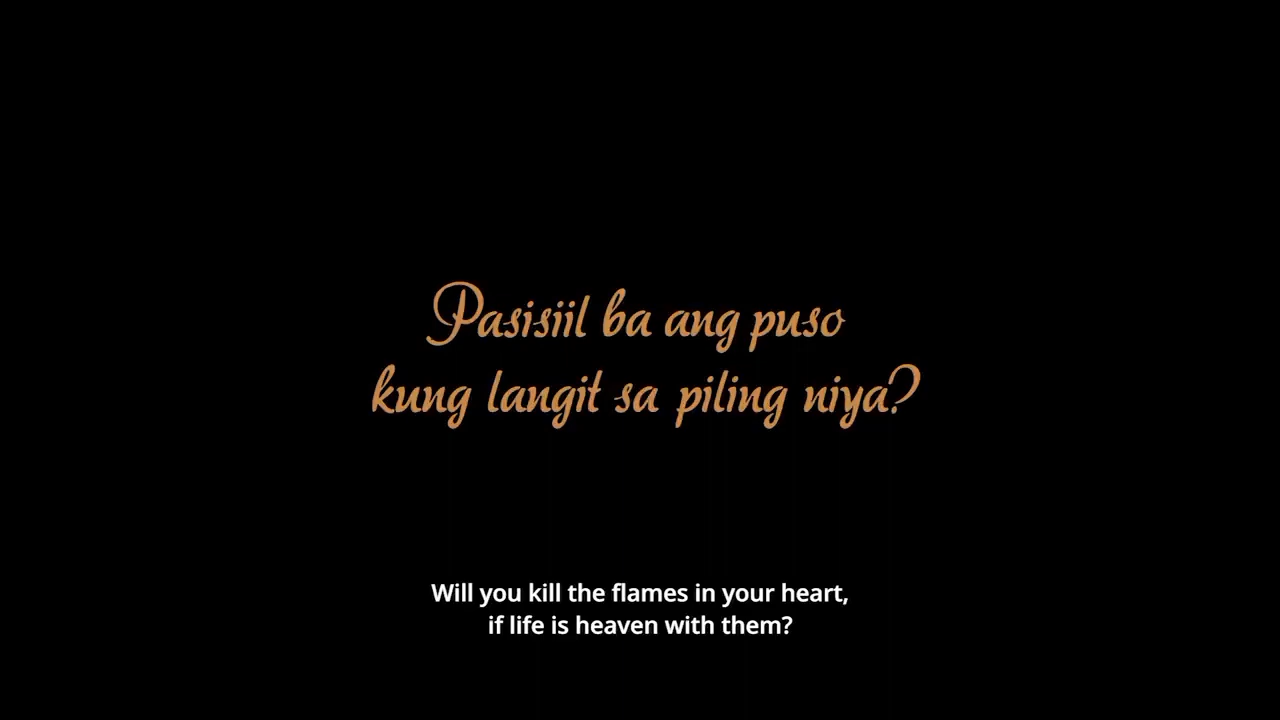 Pasisiil ba ang puso
kung langit sa piling niya?
Will you kill the flames in your heart,
if life is heaven with them?